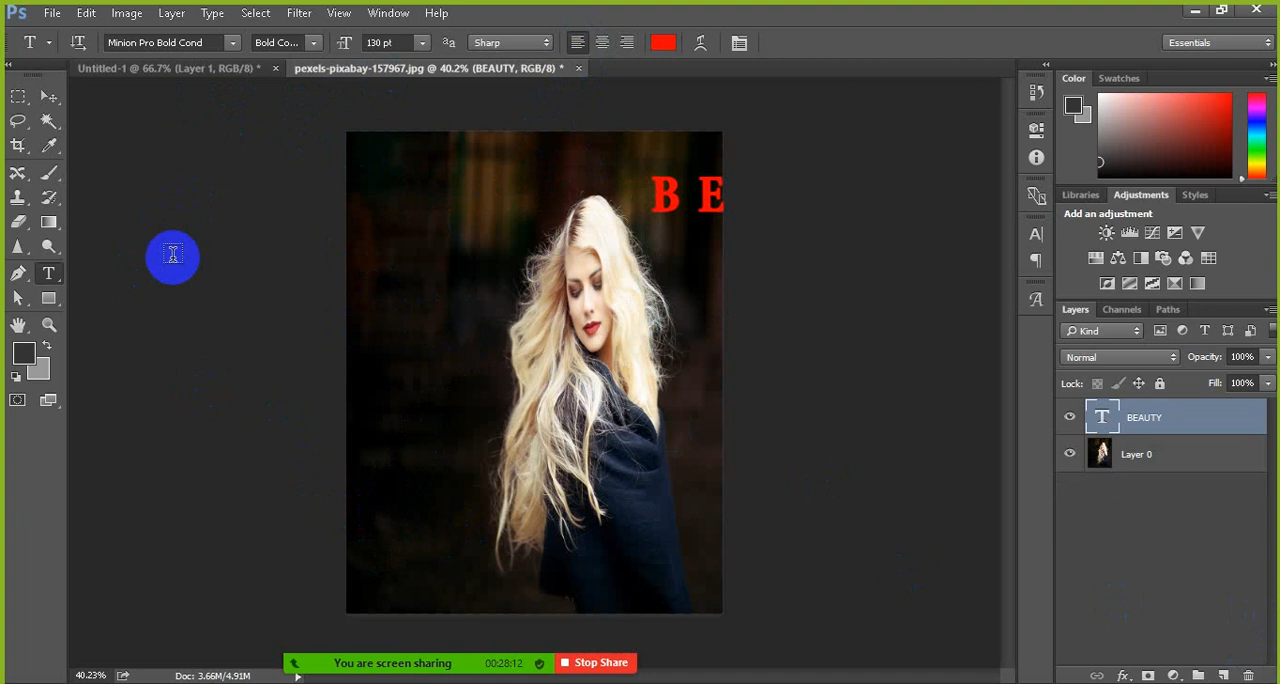 Ps File Edit Image Layer Type Select Filter View Window Help
T Minion Pro Bold Cond Bold Co... 130 pt Sharp Essentials
Untitled-1 @ 66.7% (Layer 1, RGB/8) * × pexels-pixabay-157967.jpg @ 40.2% (BEAUTY, RGB/8) * ×
Color Swatches
B E
Libraries Adjustments Styles
Add an adjustment
Layers Channels Paths
Kind
Normal Opacity: 100%
Lock: Fill: 100%
BEAUTY
Layer 0
You are screen sharing 00:28:12 Stop Share
40.23% Doc: 3.66M/4.91M